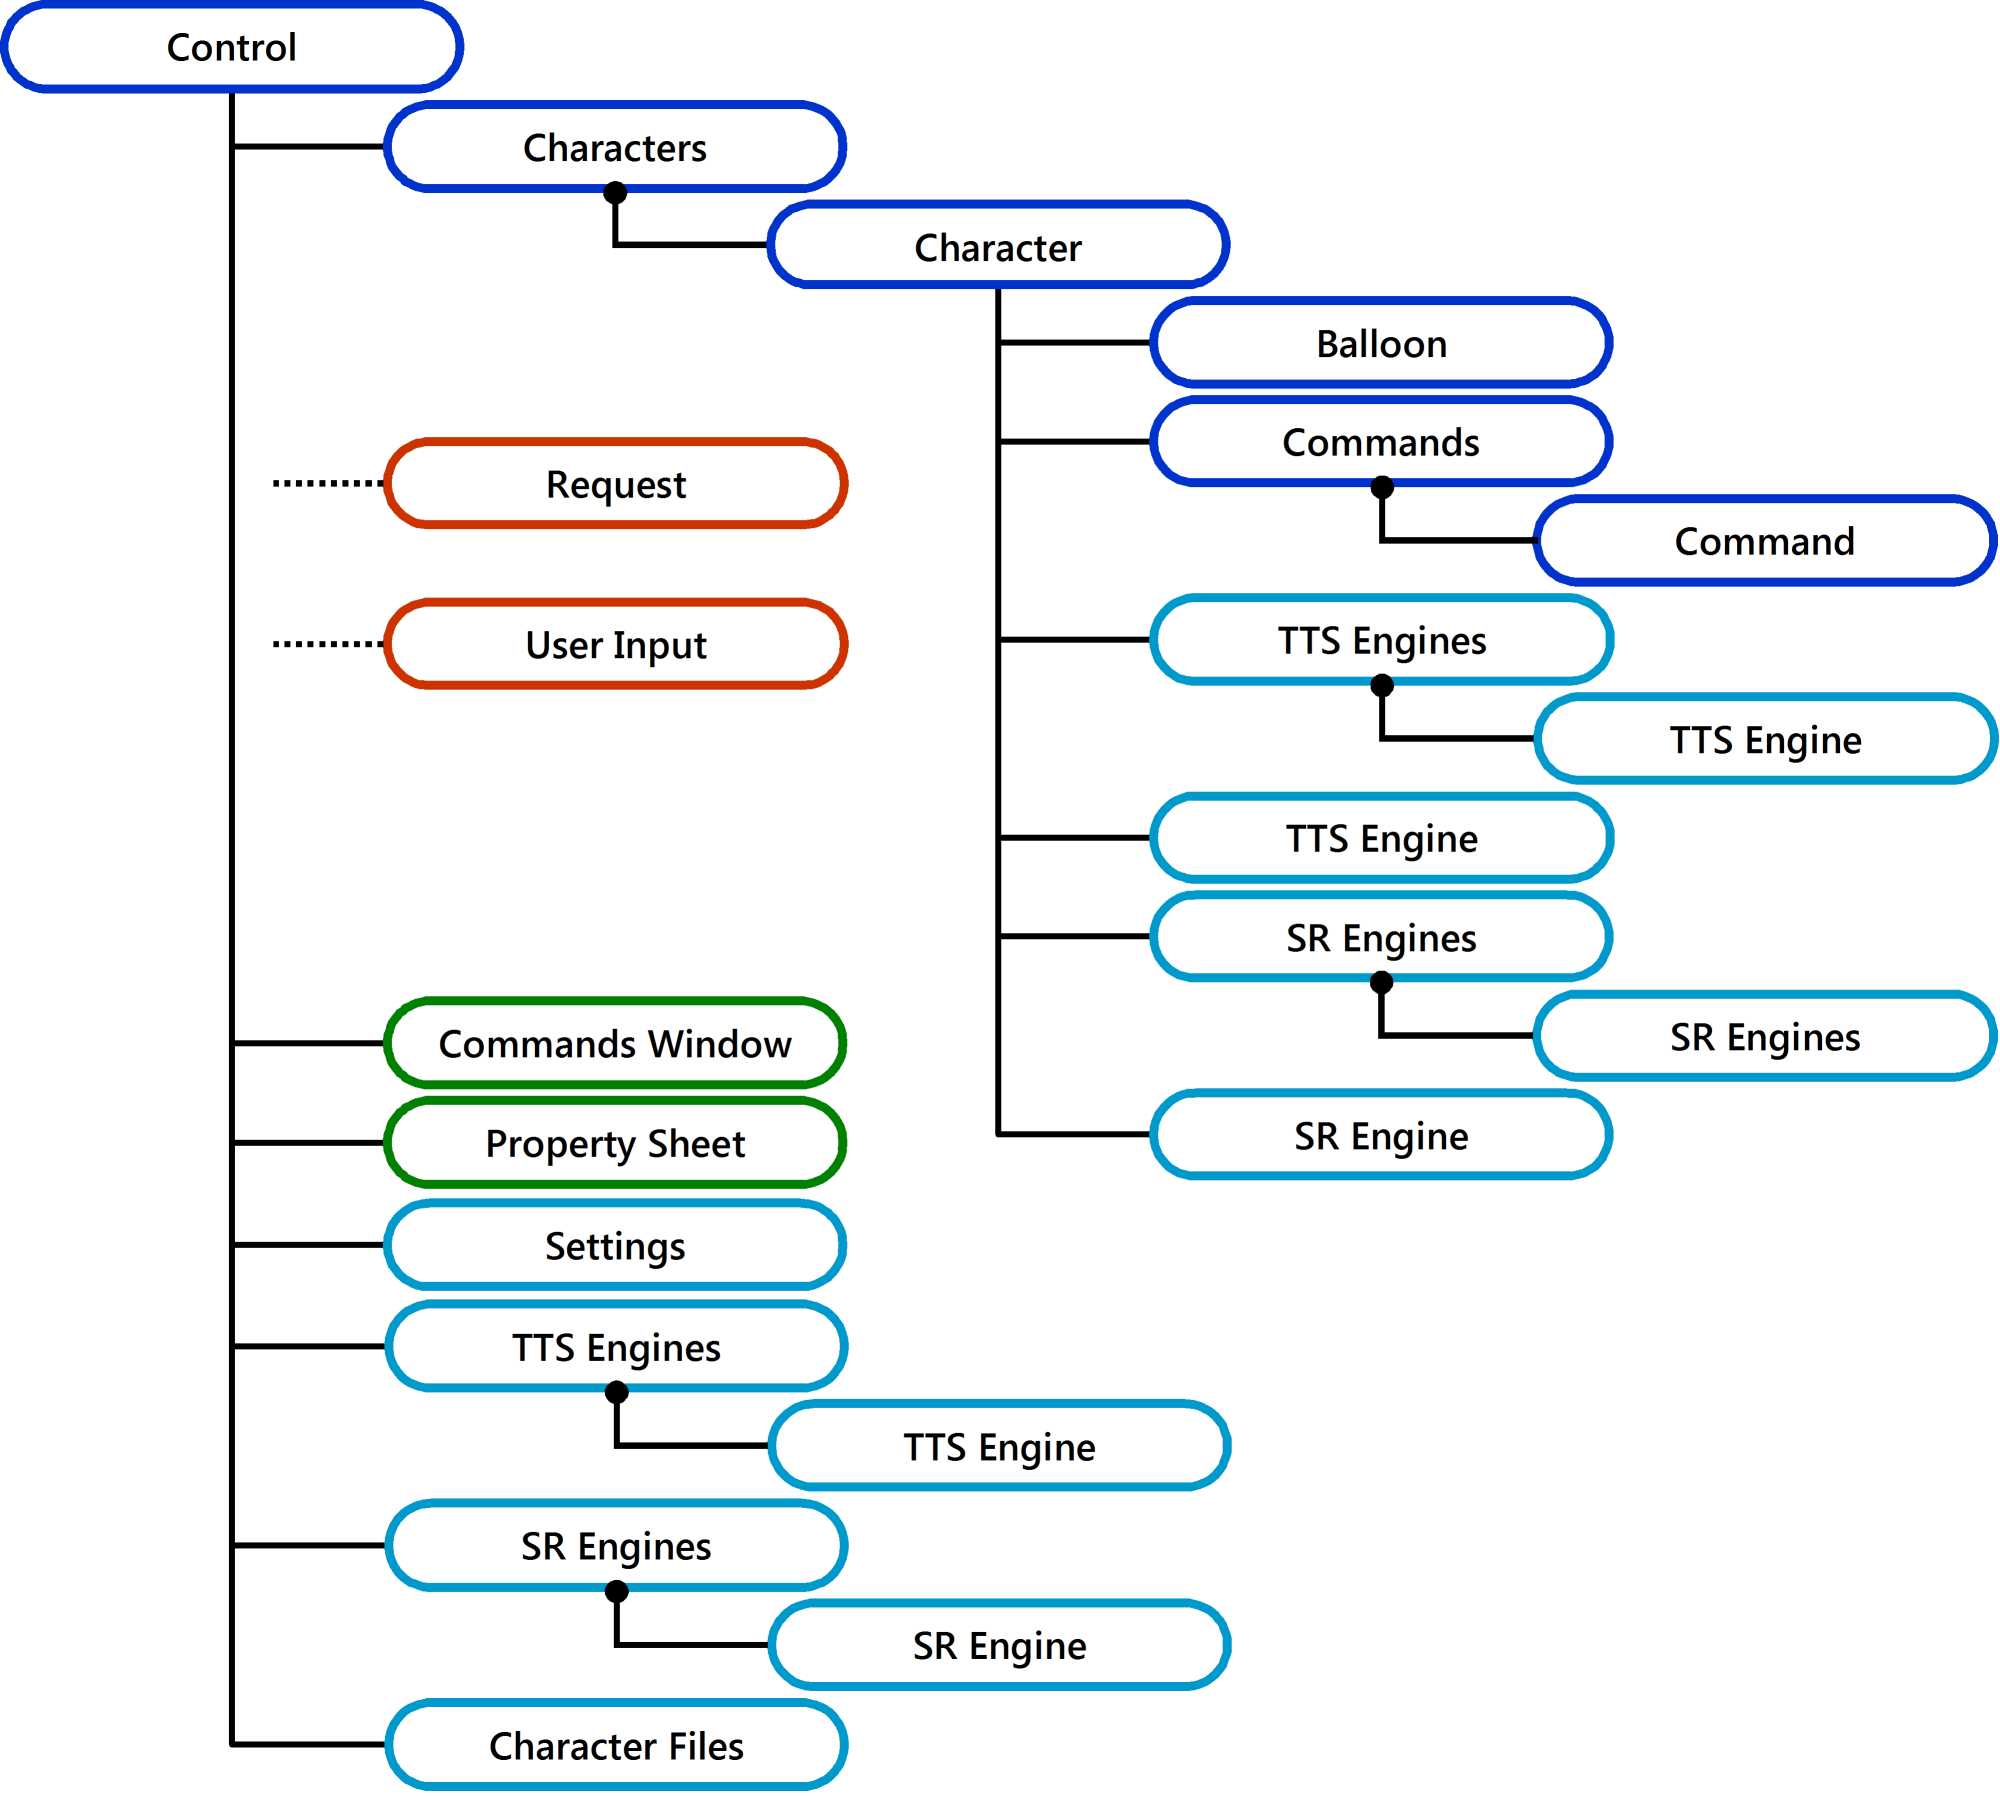 Control
Characters
Character
Balloon
Commands
Request
Command
User Input
TTS Engines
TTS Engine
TTS Engine
SR Engines
Commands Window
SR Engines
Property Sheet
SR Engine
Settings
TTS Engines
TTS Engine
SR Engines
SR Engine
Character Files